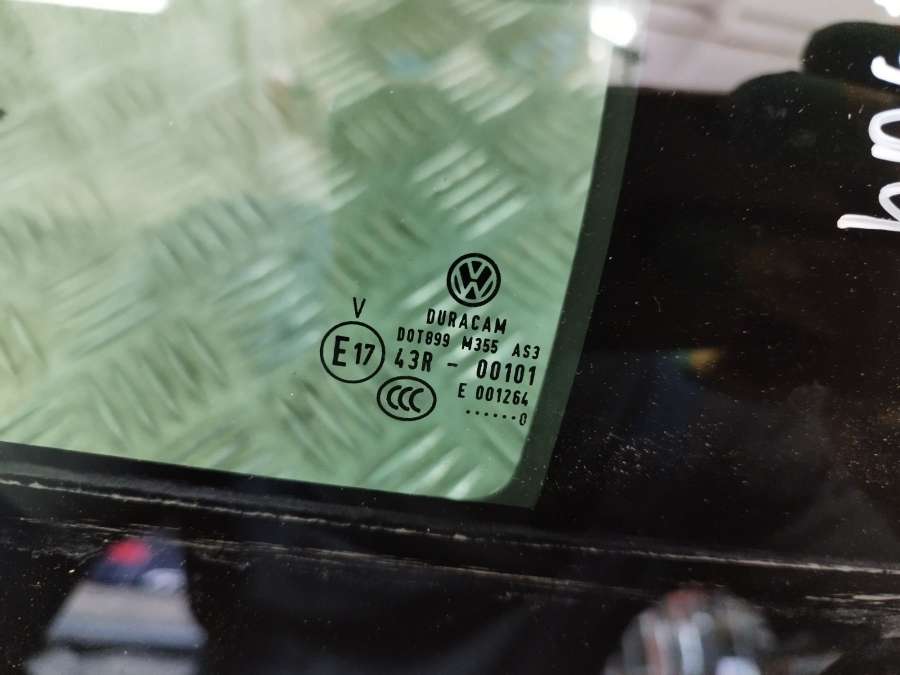 V
DURACAM
DOT899 M355 AS3
E17
43R - 00101
CCC
E 001264
......0